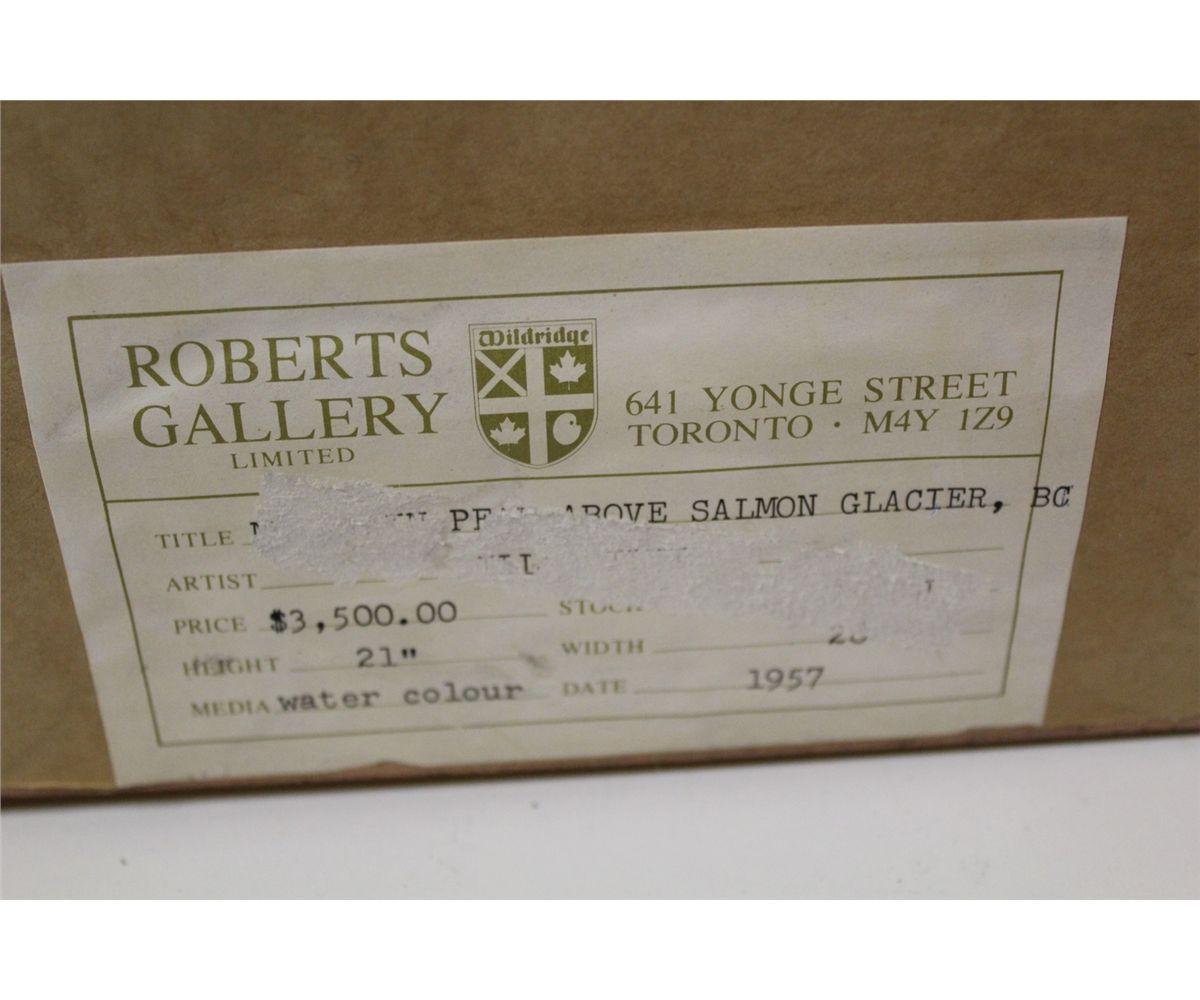 ROBERTS
GALLERY
LIMITED
Wildridge
641 YONGE STREET
TORONTO · M4Y 1Z9
TITLE ABOVE SALMON GLACIER, BC
ARTIST
PRICE $3,500.00
HEIGHT 21" WIDTH
MEDIA water colour DATE 1957